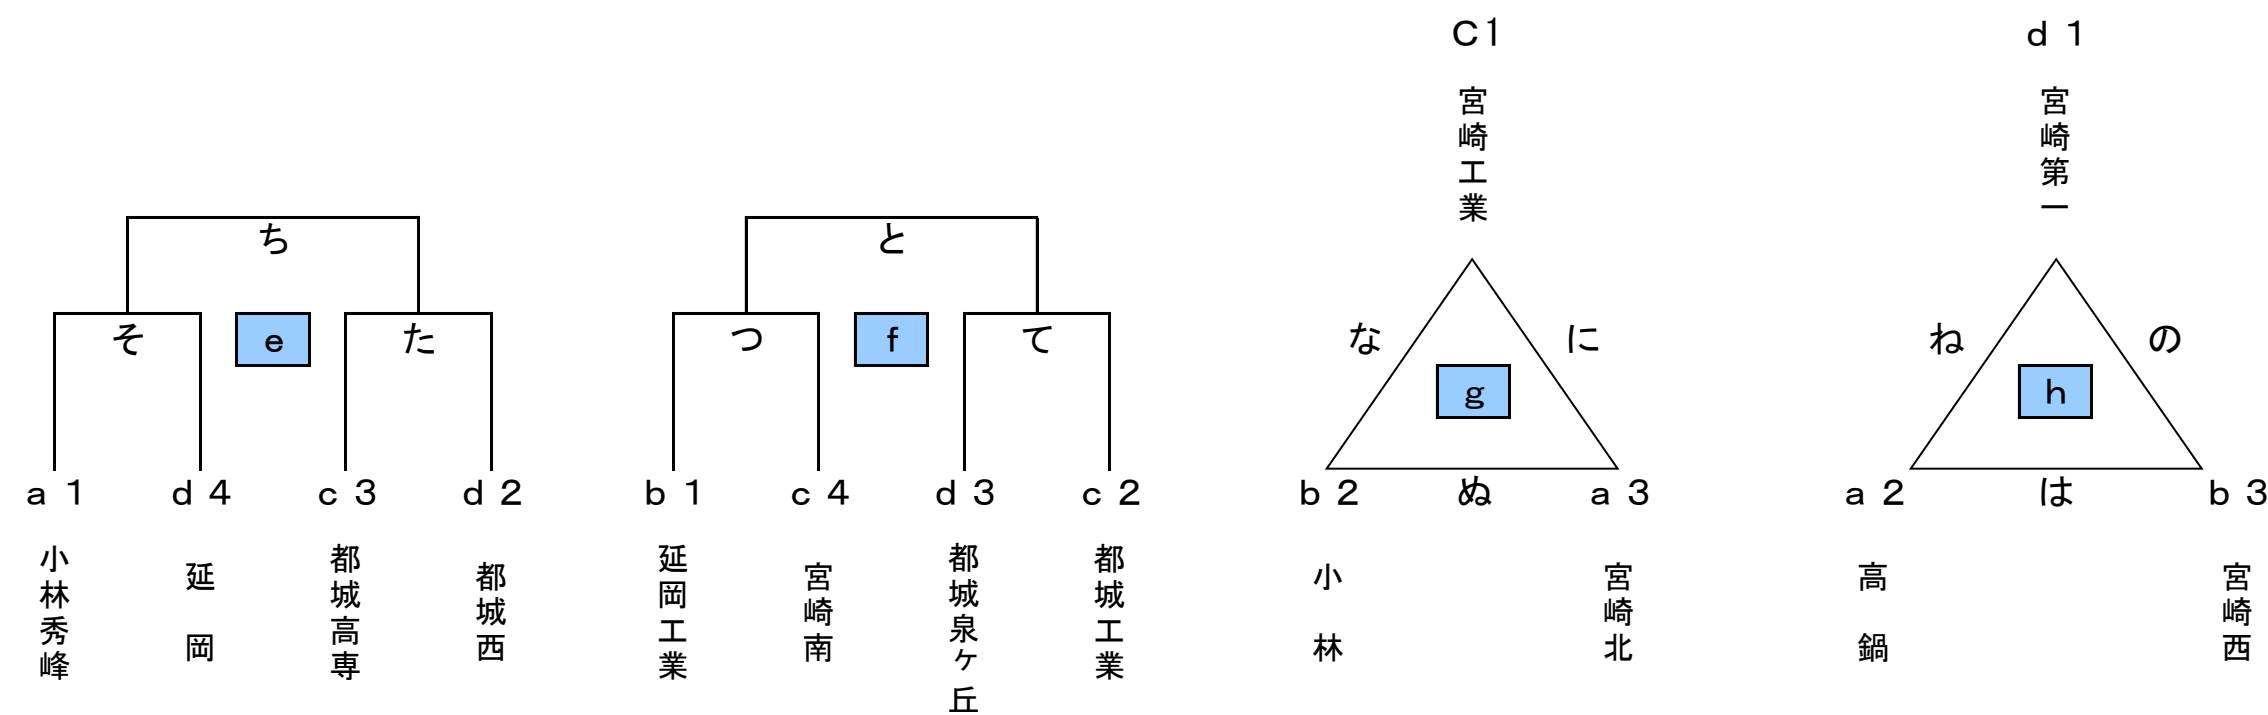 C1
d 1
宮崎工業
宮崎第一
ち
と
そ
e
た
つ
f
て
な
に
g
ね
の
h
a 1
d 4
c 3
d 2
b 1
c 4
d 3
c 2
b 2
ぬ
a 3
a 2
は
b 3
小林秀峰
延岡
都城高専
都城西
延岡工業
宮崎南
都城泉ヶ丘
都城工業
小林
宮崎北
高鍋
宮崎西